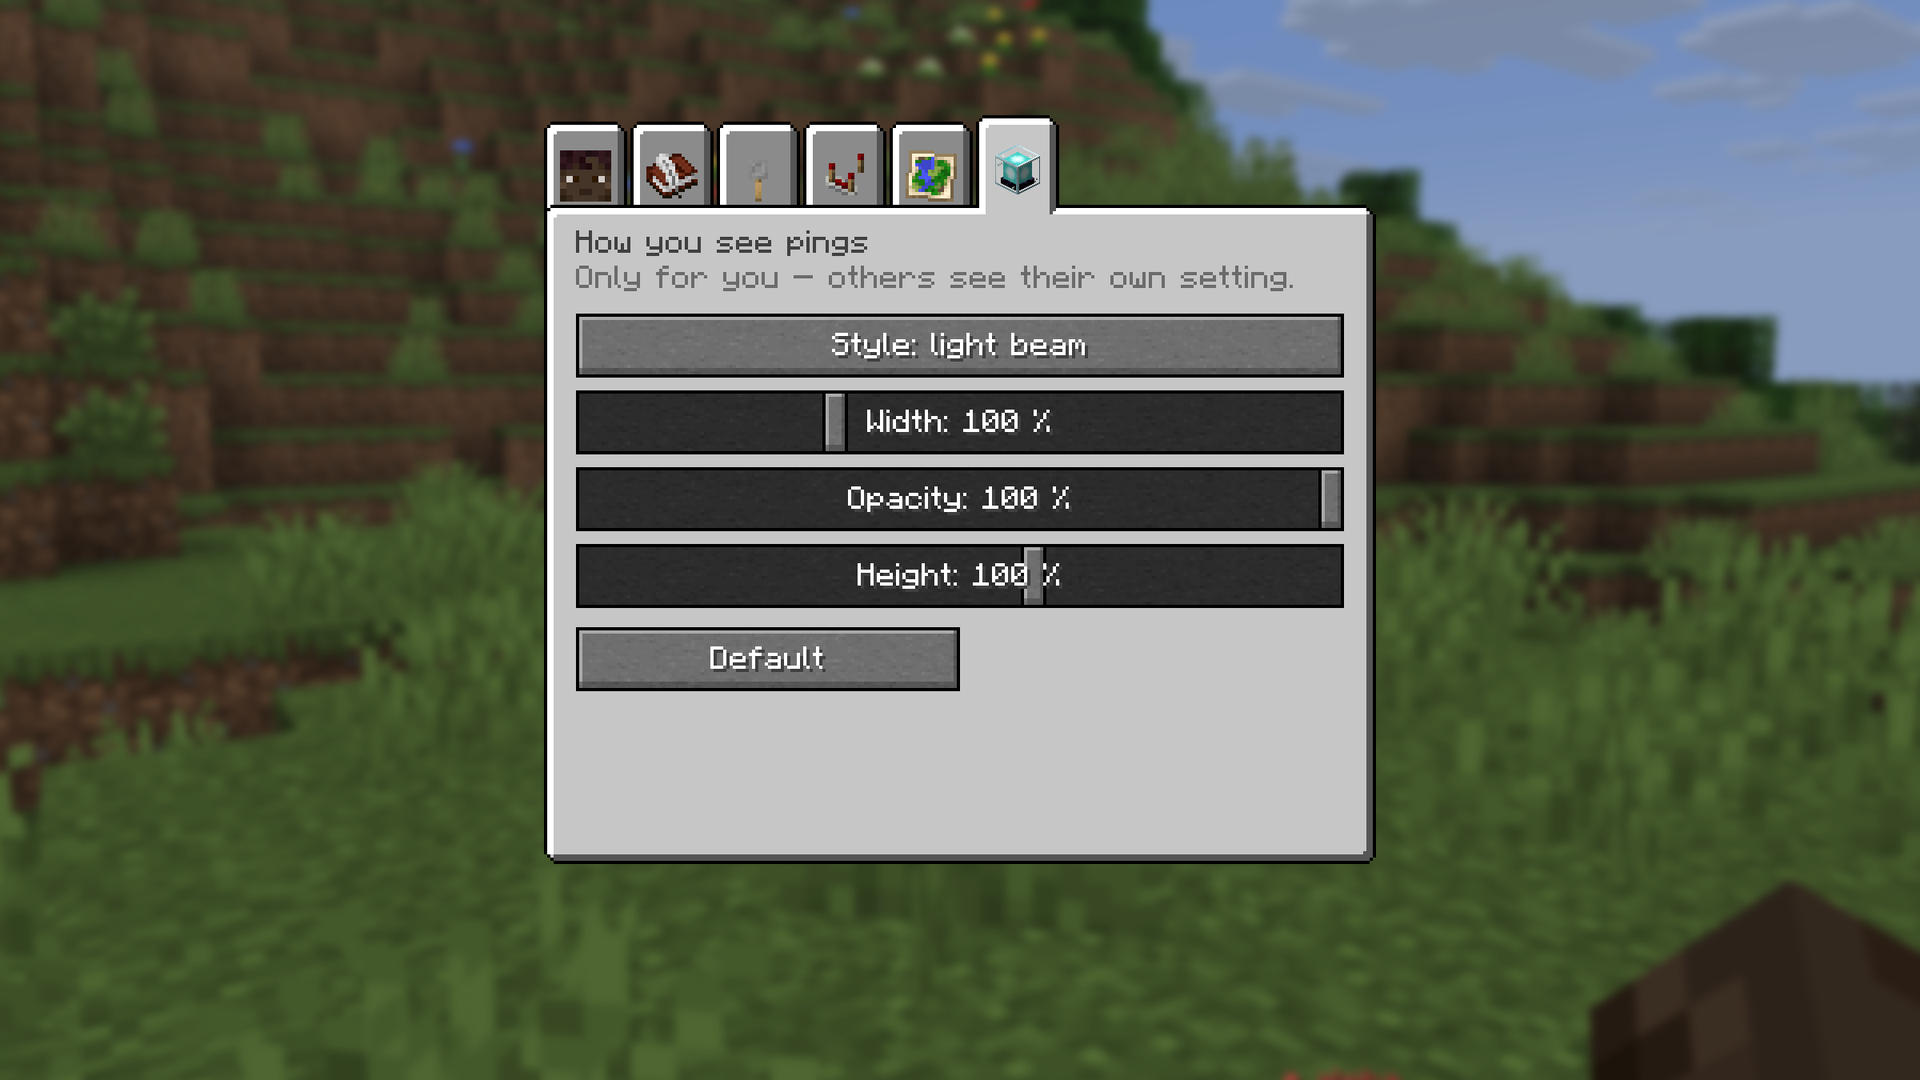 How you see pings
Only for you — others see their own setting.
Style: light beam
Width: 100 %
Opacity: 100 %
Height: 100 %
Default